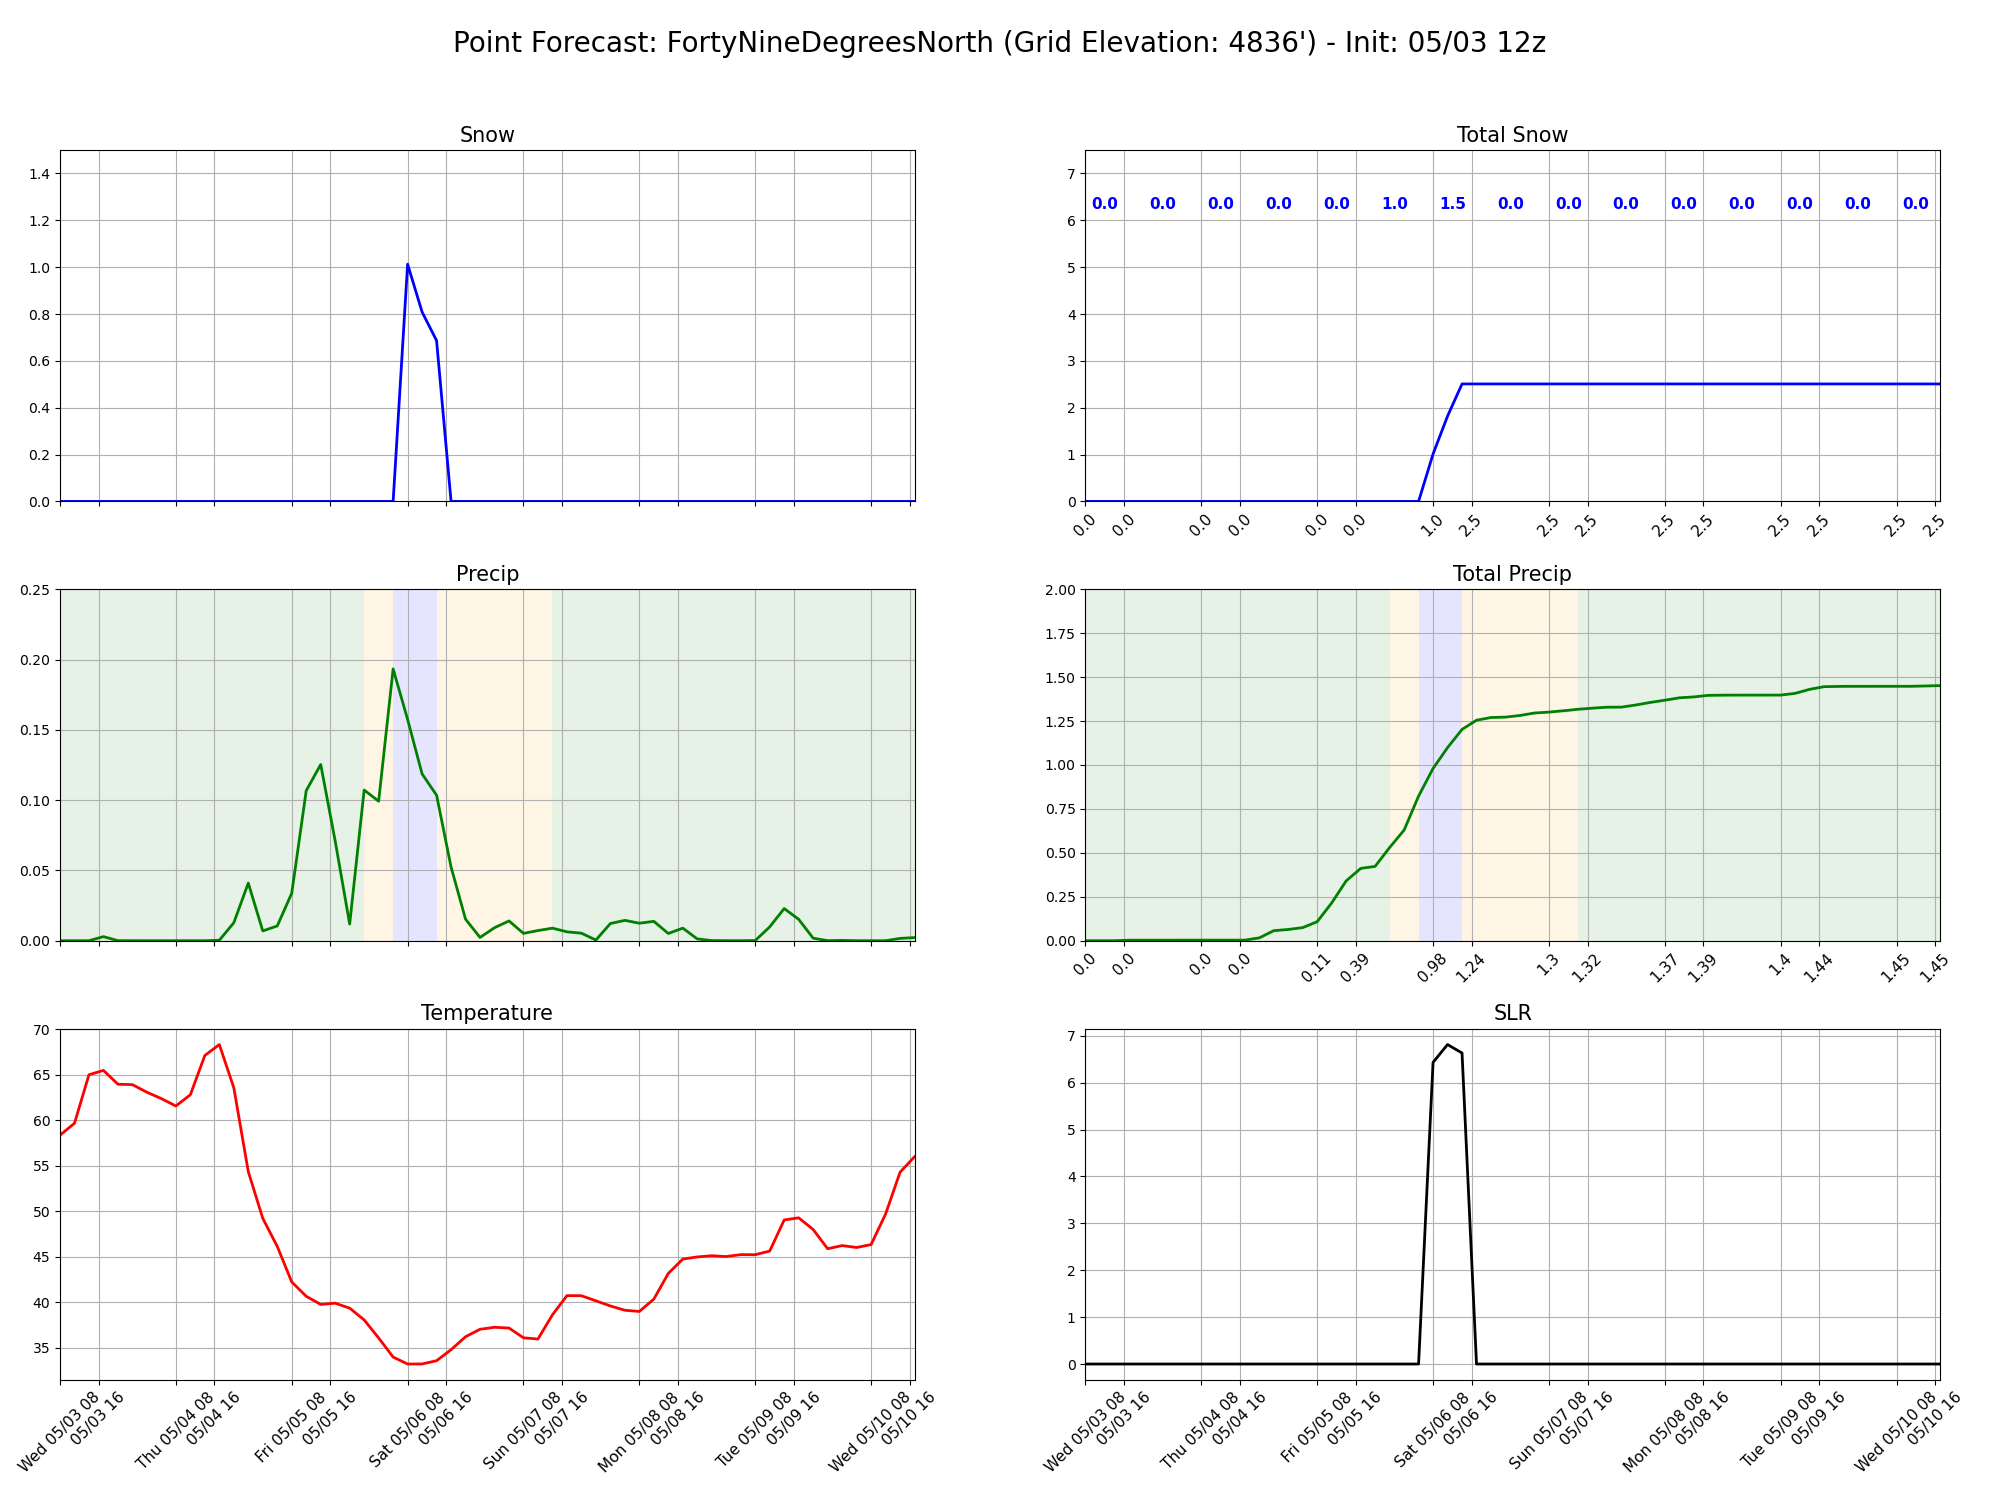 Point Forecast: FortyNineDegreesNorth (Grid Elevation: 4836') - Init: 05/03 12z
Snow
1.4
1.2
1.0
0.8
0.6
0.4
0.2
0.0
Total Snow
7
6
5
4
3
2
1
0
0.0 0.0 0.0 0.0 0.0 1.0 1.5 0.0 0.0 0.0 0.0 0.0 0.0 0.0 0.0
0.0 0.0 0.0 0.0 0.0 0.0 1.0 2.5 2.5 2.5 2.5 2.5 2.5 2.5 2.5 2.5
Precip
0.25
0.20
0.15
0.10
0.05
0.00
Total Precip
2.00
1.75
1.50
1.25
1.00
0.75
0.50
0.25
0.00
0.0 0.0 0.0 0.0 0.11 0.39 0.98 1.24 1.3 1.32 1.37 1.39 1.4 1.44 1.45 1.45
Temperature
70
65
60
55
50
45
40
35
Wed 05/03 08
05/03 16
Thu 05/04 08
05/04 16
Fri 05/05 08
05/05 16
Sat 05/06 08
05/06 16
Sun 05/07 08
05/07 16
Mon 05/08 08
05/08 16
Tue 05/09 08
05/09 16
Wed 05/10 08
05/10 16
SLR
7
6
5
4
3
2
1
0
Wed 05/03 08
05/03 16
Thu 05/04 08
05/04 16
Fri 05/05 08
05/05 16
Sat 05/06 08
05/06 16
Sun 05/07 08
05/07 16
Mon 05/08 08
05/08 16
Tue 05/09 08
05/09 16
Wed 05/10 08
05/10 16